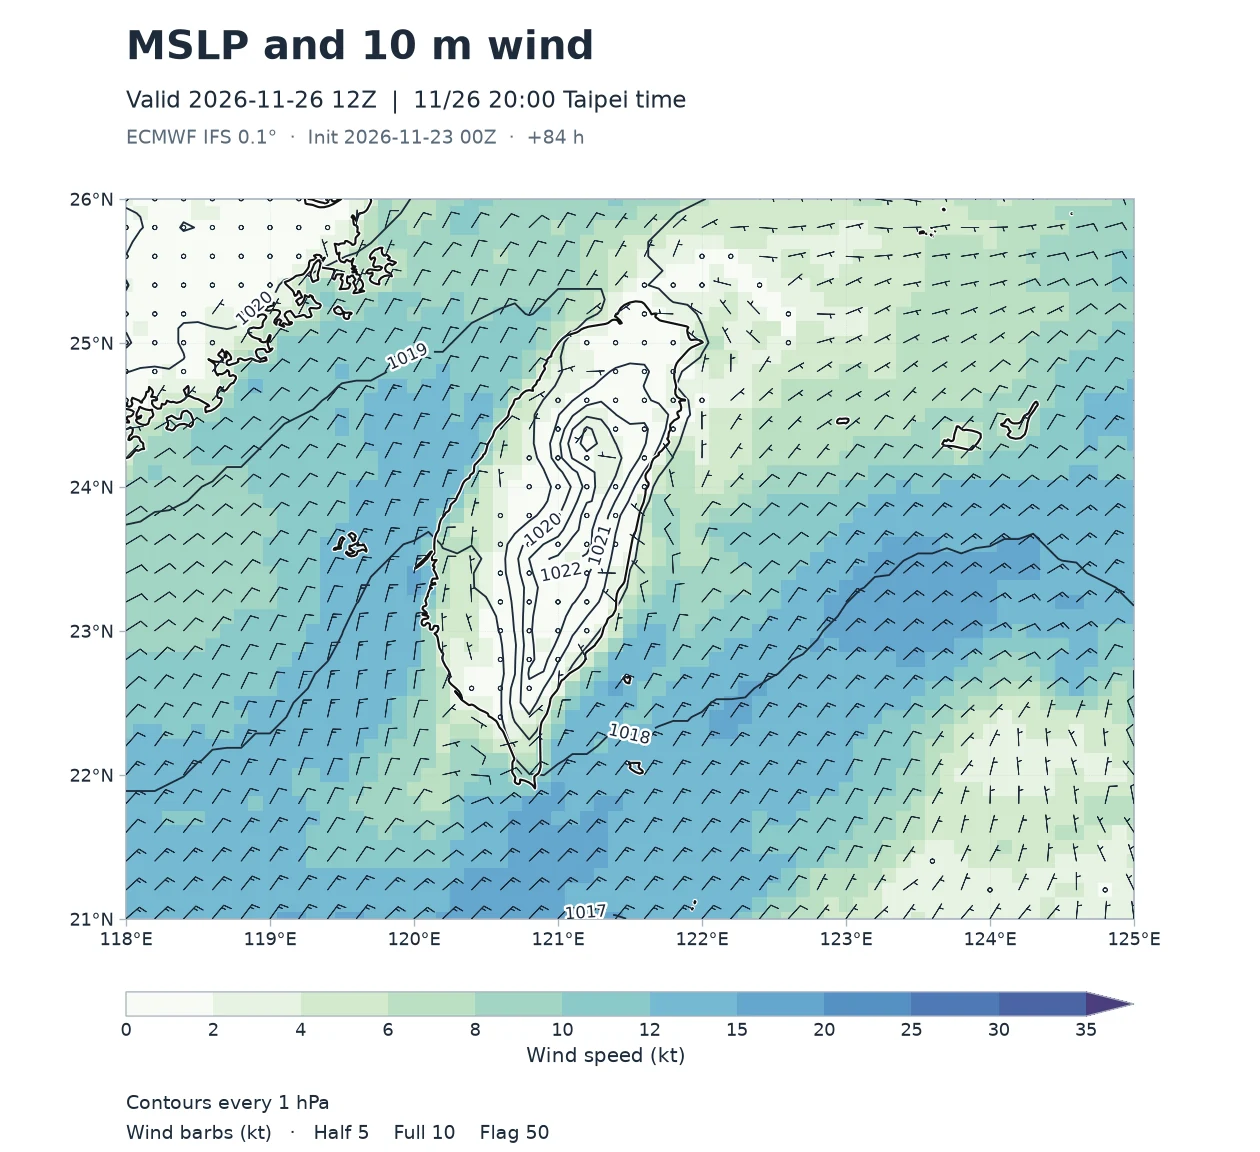 MSLP and 10 m wind
Valid 2026-11-26 12Z | 11/26 20:00 Taipei time
ECMWF IFS 0.1° · Init 2026-11-23 00Z · +84 h
26°N
25°N
24°N
23°N
22°N
21°N
1020
1019
1020
1021
1022
1018
1017
118°E 119°E 120°E 121°E 122°E 123°E 124°E 125°E
0 2 4 6 8 10 12 15 20 25 30 35
Wind speed (kt)
Contours every 1 hPa
Wind barbs (kt) · Half 5 Full 10 Flag 50